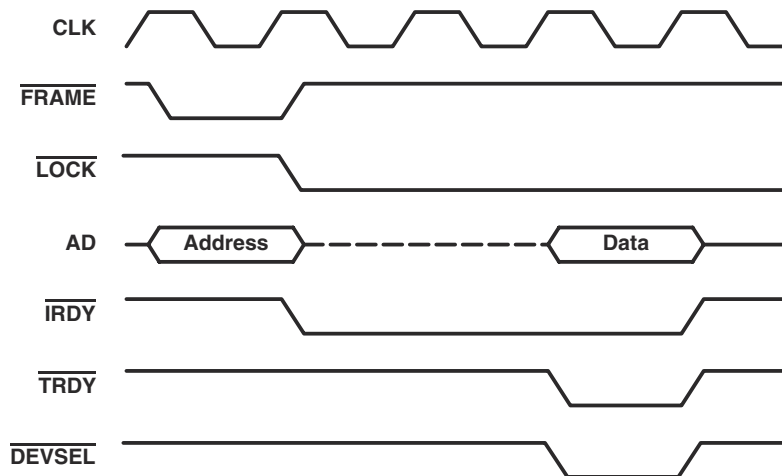 CLK
FRAME
LOCK
AD Address Data
IRDY
TRDY
DEVSEL